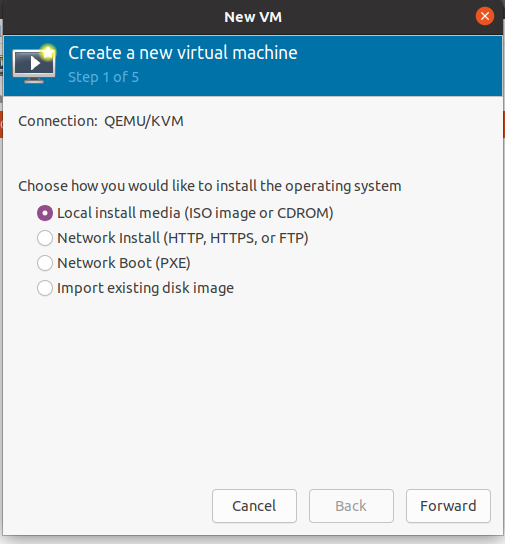 New VM
Create a new virtual machine
Step 1 of 5
Connection: QEMU/KVM
Choose how you would like to install the operating system
Local install media (ISO image or CDROM)
Network Install (HTTP, HTTPS, or FTP)
Network Boot (PXE)
Import existing disk image
Cancel Back Forward